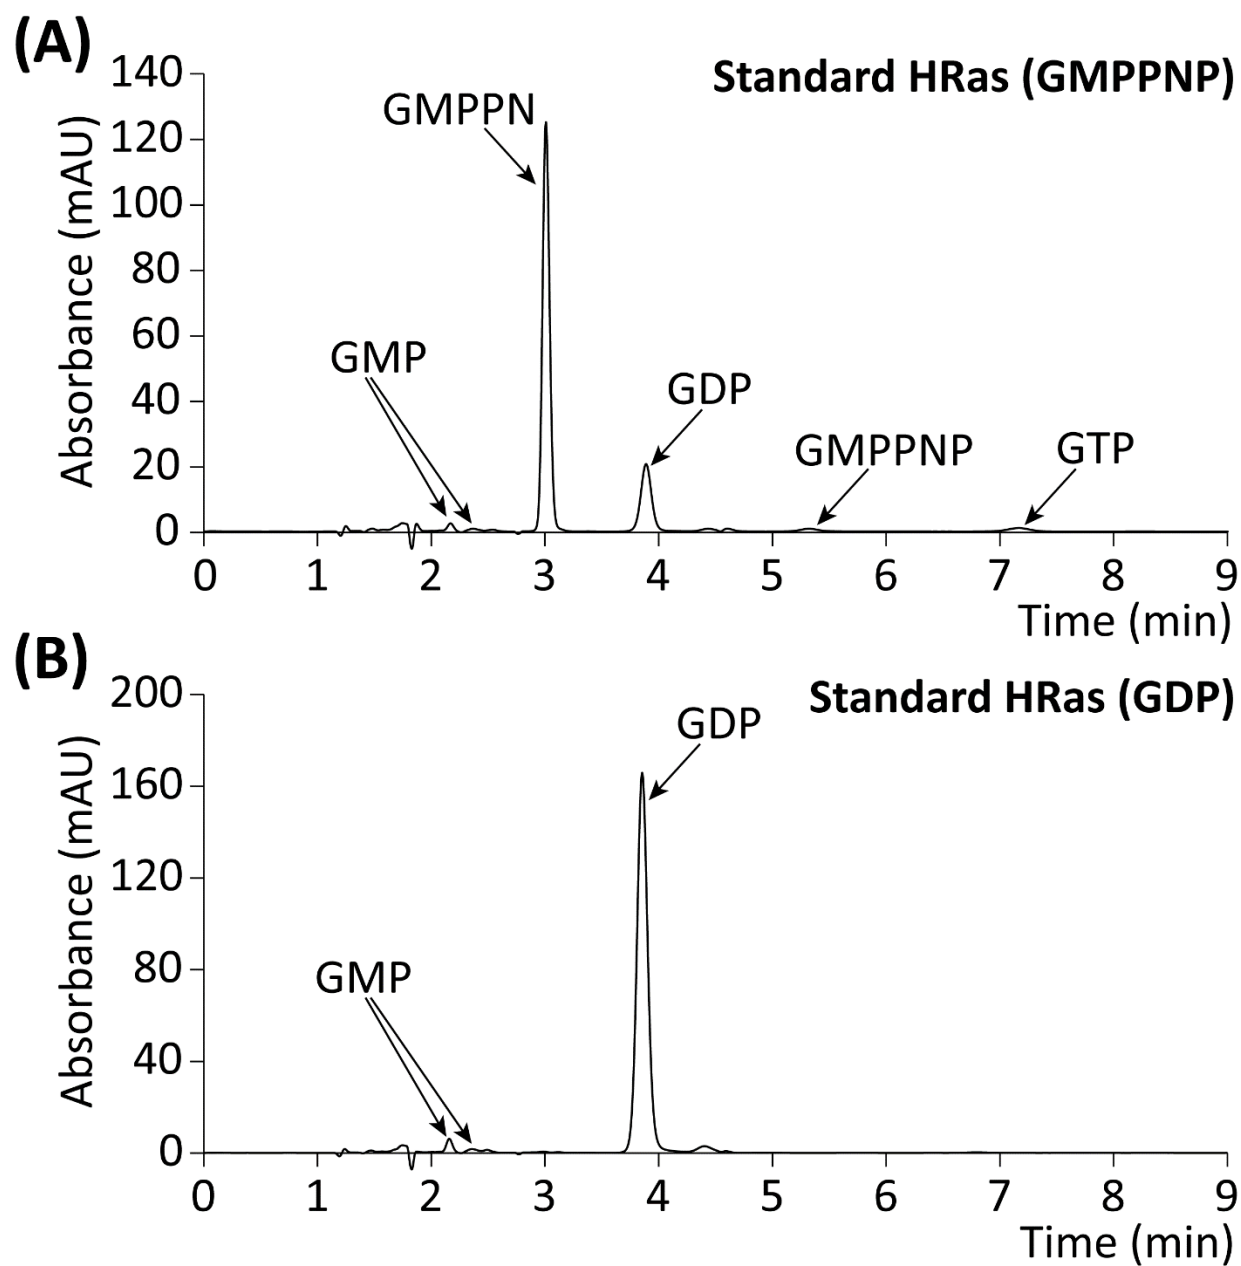 (A)
Standard HRas (GMPPNP)
Absorbance (mAU)
140
120
100
80
60
40
20
0
GMPPN
GMP
GDP
GMPPNP
GTP
0 1 2 3 4 5 6 7 8 9
Time (min)
(B)
Standard HRas (GDP)
Absorbance (mAU)
200
160
120
80
40
0
GDP
GMP
0 1 2 3 4 5 6 7 8 9
Time (min)